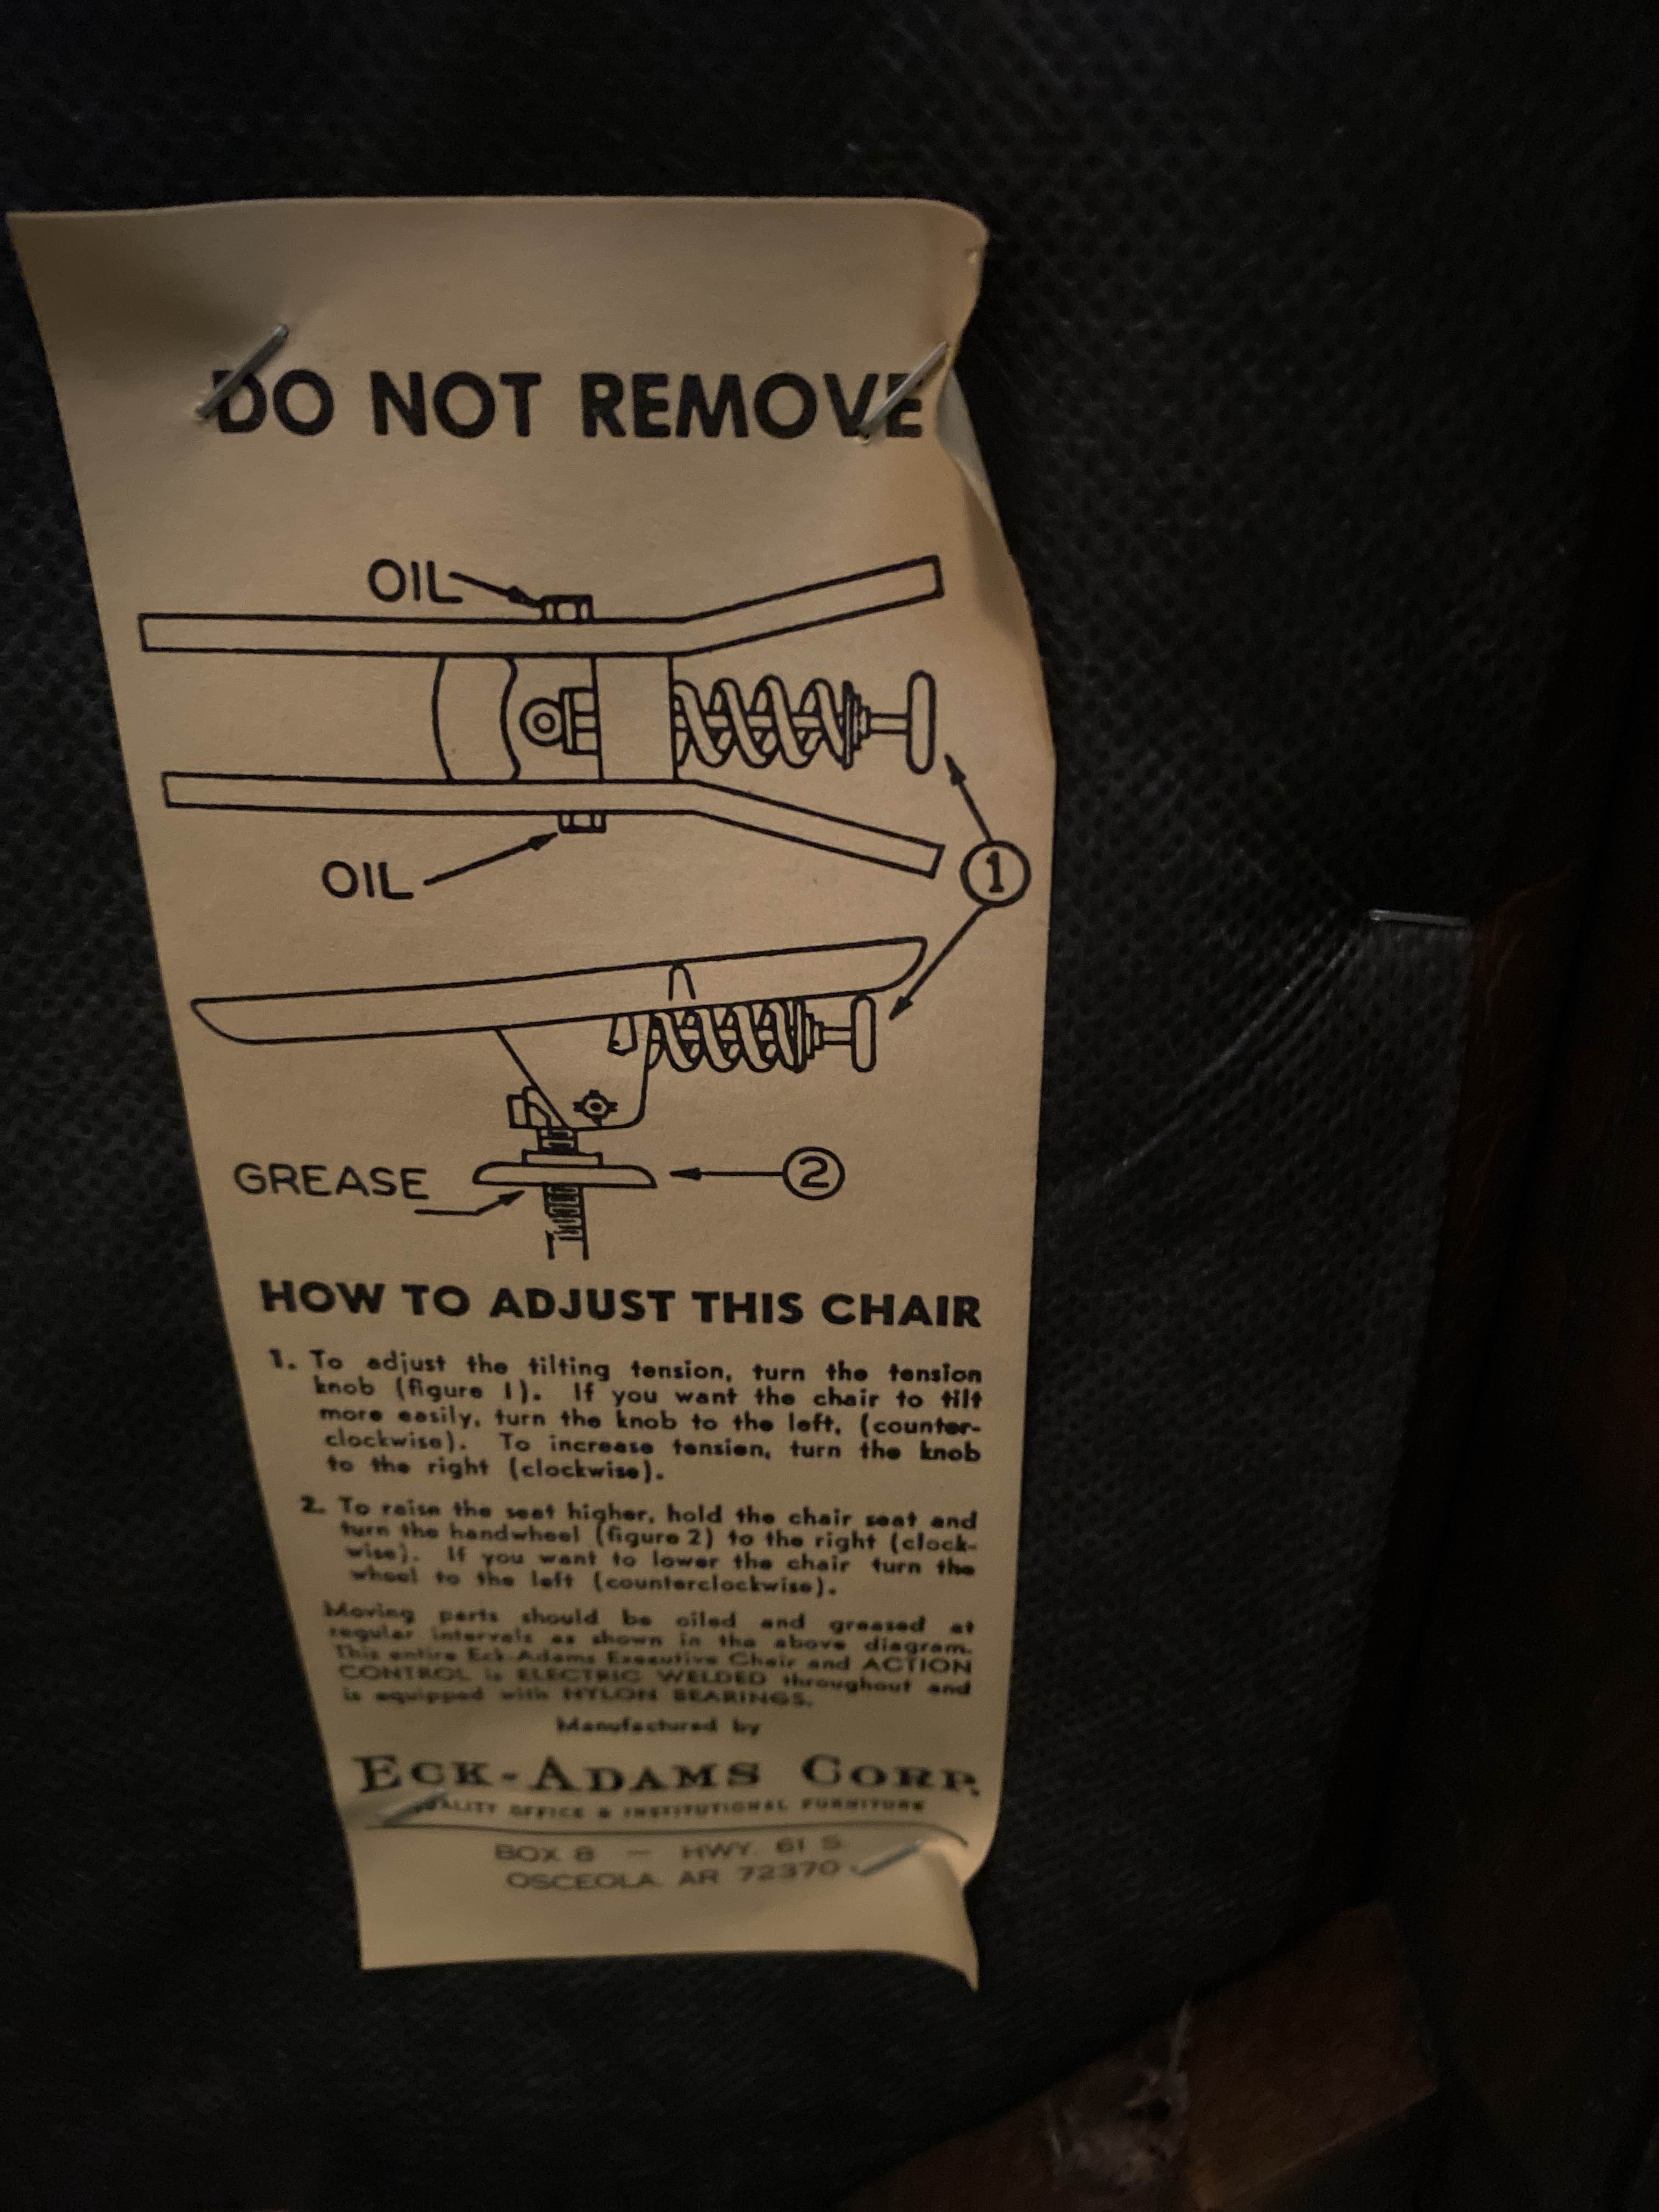 DO NOT REMOVE
OIL
OIL
1
GREASE
2
HOW TO ADJUST THIS CHAIR
1. To adjust the tilting tension, turn the tension
knob (figure 1). If you want the chair to tilt
more easily, turn the knob to the left, (counter-
clockwise). To increase tension, turn the knob
to the right (clockwise).
2. To raise the seat higher, hold the chair seat and
turn the handwheel (figure 2) to the right (clock-
wise). If you want to lower the chair turn the
wheel to the left (counterclockwise).
Moving parts should be oiled and greased at
regular intervals as shown in the above diagram.
This entire Eck-Adams Executive Chair and ACTION
CONTROL is ELECTRIC WELDED throughout and
is equipped with NYLON BEARINGS.
Manufactured by
ECK-ADAMS CORP.
QUALITY OFFICE & INSTITUTIONAL FURNITURE
BOX 8 — HWY. 61 S.
OSCEOLA, AR 72370